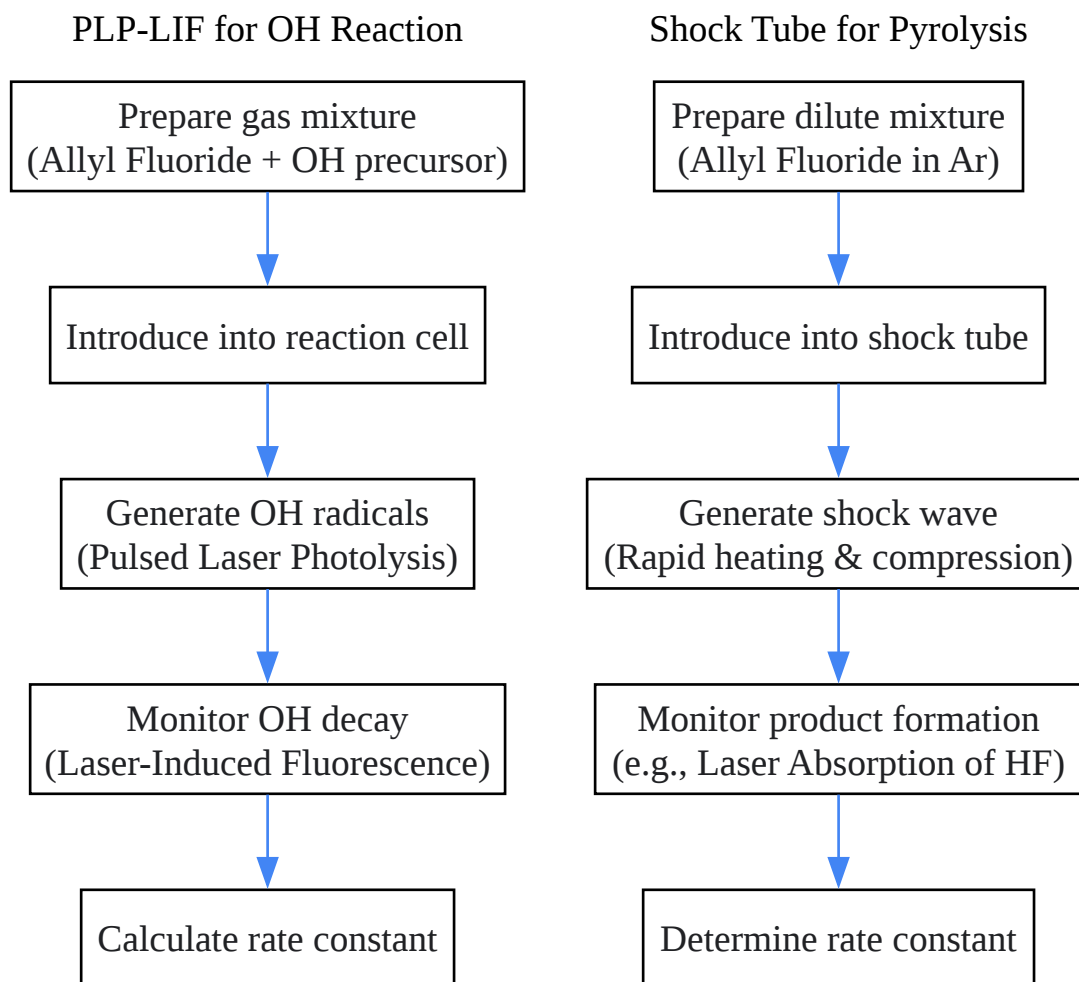 PLP-LIF for OH Reaction
Prepare gas mixture
(Allyl Fluoride + OH precursor)
Introduce into reaction cell
Generate OH radicals
(Pulsed Laser Photolysis)
Monitor OH decay
(Laser-Induced Fluorescence)
Calculate rate constant
Shock Tube for Pyrolysis
Prepare dilute mixture
(Allyl Fluoride in Ar)
Introduce into shock tube
Generate shock wave
(Rapid heating & compression)
Monitor product formation
(e.g., Laser Absorption of HF)
Determine rate constant